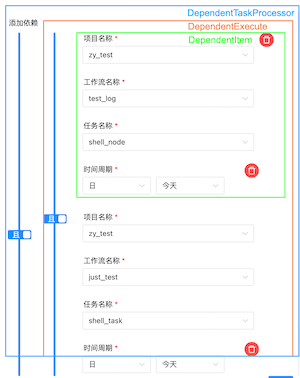 DependentTaskProcessor
添加依赖
DependentExecute
项目名称 *
DependentItem
zy_test
工作流名称 *
test_log
任务名称 *
shell_node
时间周期 *
日
今天
且
且
项目名称 *
zy_test
工作流名称 *
just_test
任务名称 *
shell_task
时间周期 *
日
今天